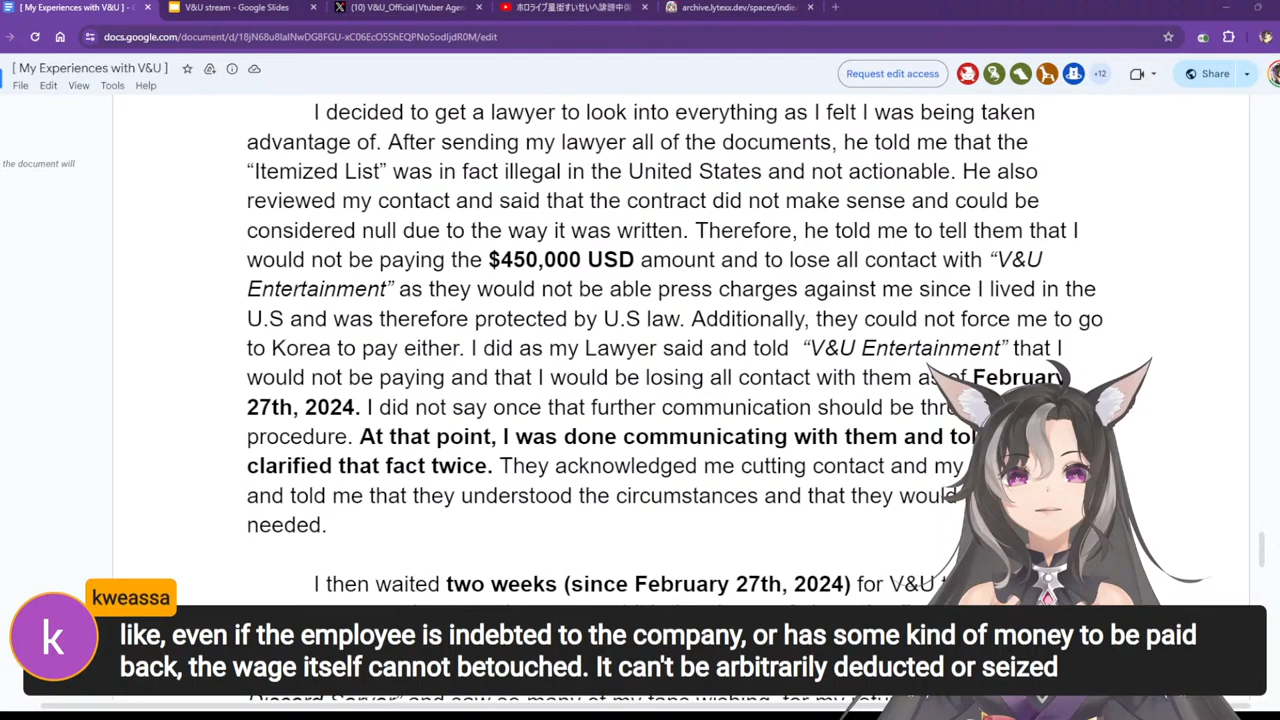 [ My Experiences with V&U ] -
V&U stream - Google Slides
(10) V&U_Official|Vtuber Agen
archive.lytexx.dev/spaces/indie
docs.google.com/document/d/18jN68u8IaINwDG8FGU-xC06EcO5ShEQPNo5odIjdR0M/edit
[ My Experiences with V&U ]
Request edit access
+12
Share
File Edit View Tools Help
the document will
I decided to get a lawyer to look into everything as I felt I was being taken
advantage of. After sending my lawyer all of the documents, he told me that the
“Itemized List” was in fact illegal in the United States and not actionable. He also
reviewed my contact and said that the contract did not make sense and could be
considered null due to the way it was written. Therefore, he told me to tell them that I
would not be paying the $450,000 USD amount and to lose all contact with “V&U
Entertainment” as they would not be able press charges against me since I lived in the
U.S and was therefore protected by U.S law. Additionally, they could not force me to go
to Korea to pay either. I did as my Lawyer said and told “V&U Entertainment” that I
would not be paying and that I would be losing all contact with them as of February
27th, 2024. I did not say once that further communication should be thr
procedure. At that point, I was done communicating with them and tol
clarified that fact twice. They acknowledged me cutting contact and my
and told me that they understood the circumstances and that they would
needed.
I then waited two weeks (since February 27th, 2024) for V&U
kweassa
k
like, even if the employee is indebted to the company, or has some kind of money to be paid
back, the wage itself cannot betouched. It can't be arbitrarily deducted or seized